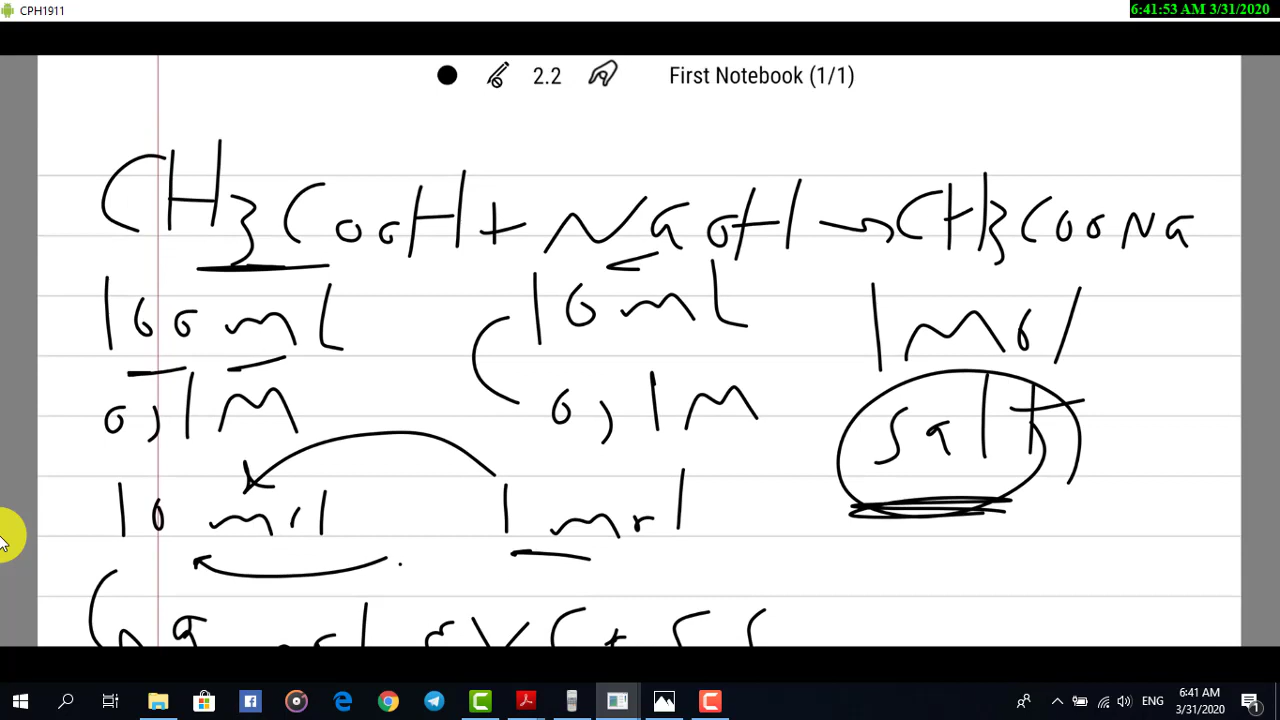 CPH1911
6:41:53 AM 3/31/2020
2.2 First Notebook (1/1)
CH3COOH + NaOH → CH3COONa
100 mL 10 mL 1 mol
0,1 M 0,1 M salt
10 mol 1 mol
ENG 6:41 AM
3/31/2020